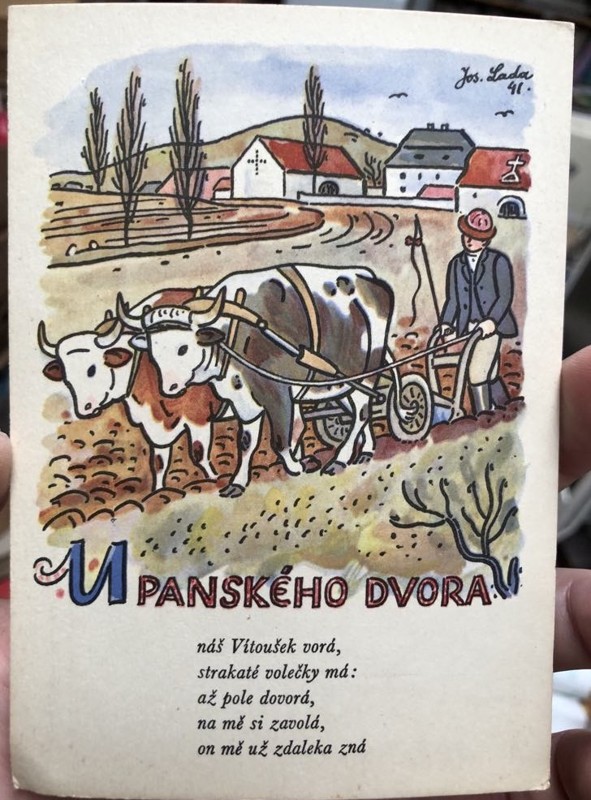 Jos. Lada
41.
U PANSKÉHO DVORA
náš Vítoušek vorá,
strakaté volečky má:
až pole dovorá,
na mě si zavolá,
on mě už zdaleka zná